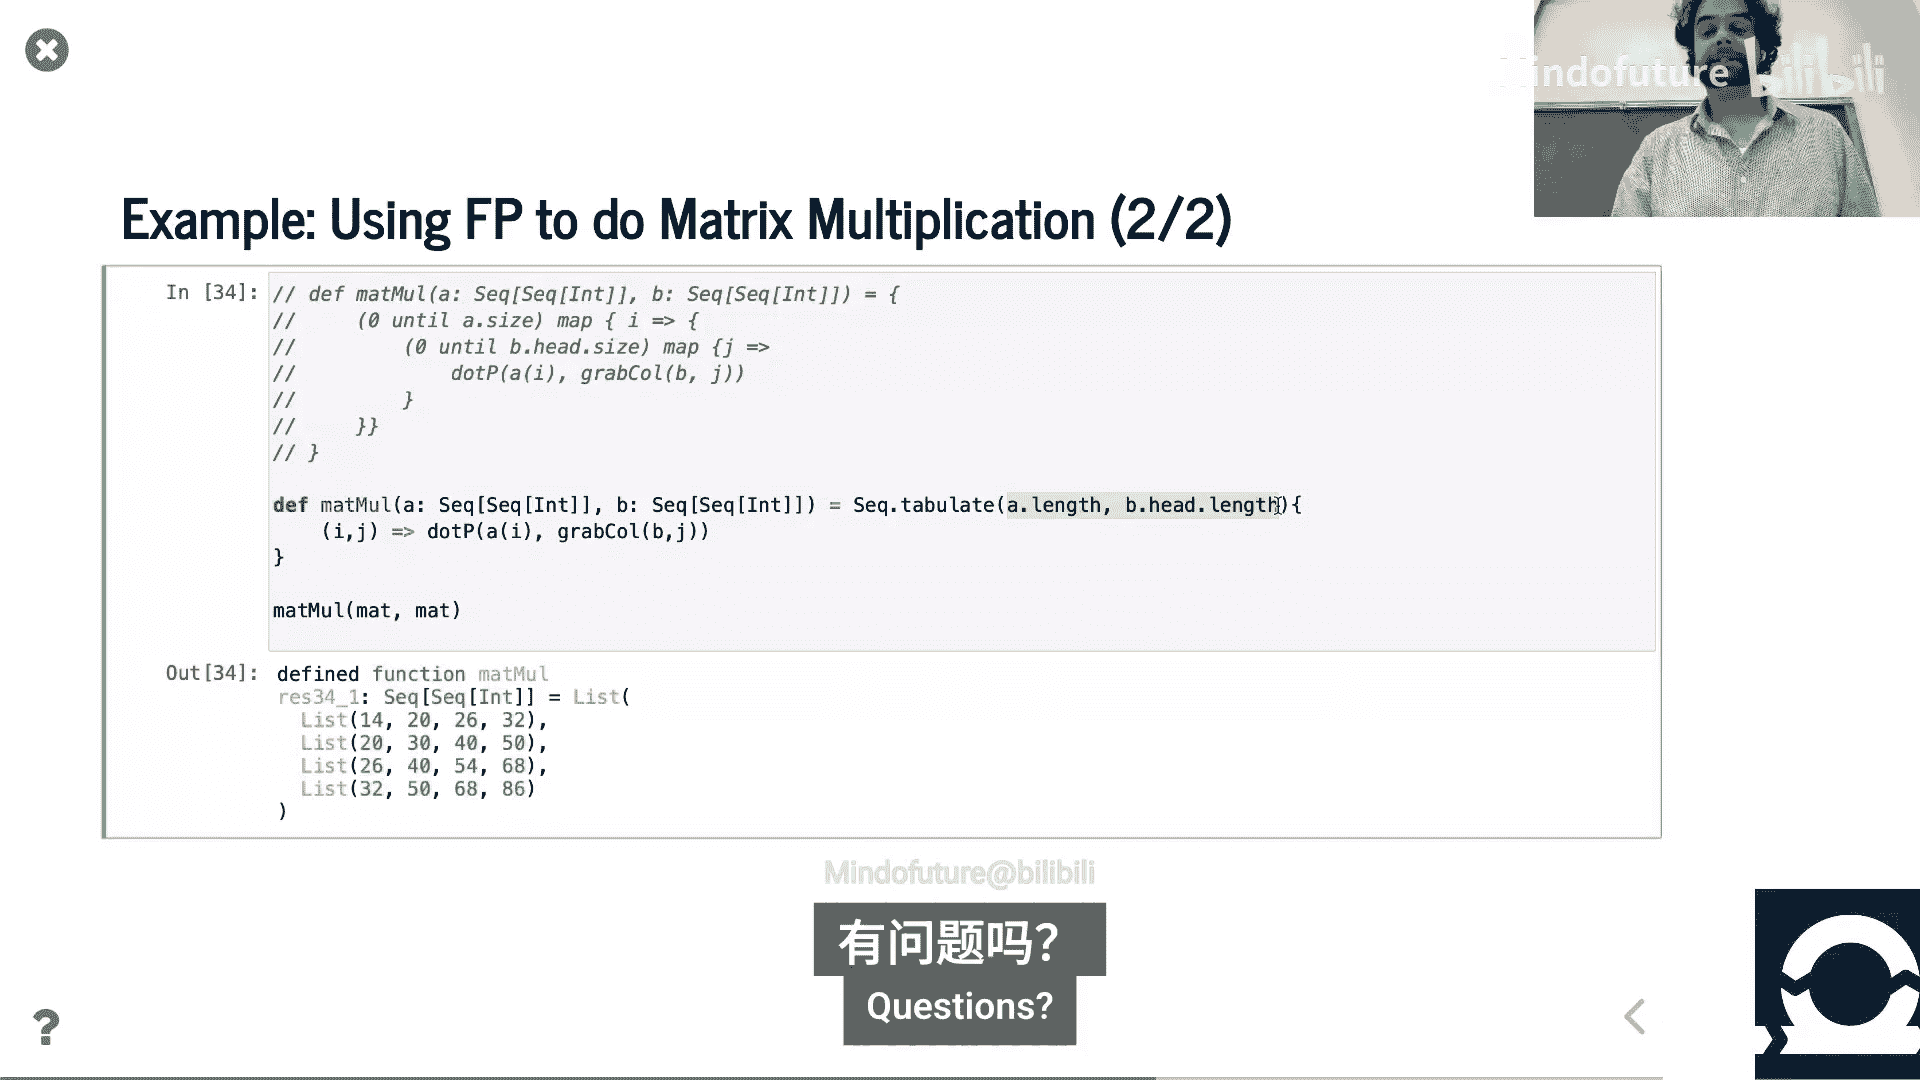 Mindofuture bilibili
Example: Using FP to do Matrix Multiplication (2/2)
In [34]:
// def matMul(a: Seq[Seq[Int]], b: Seq[Seq[Int]]) = {
//     (0 until a.size) map { i => {
//         (0 until b.head.size) map {j =>
//             dotP(a(i), grabCol(b, j))
//         }
//     }}
// }
def matMul(a: Seq[Seq[Int]], b: Seq[Seq[Int]]) = Seq.tabulate(a.length, b.head.length){
    (i,j) => dotP(a(i), grabCol(b,j))
}
matMul(mat, mat)
Out[34]:
defined function matMul
res34_1: Seq[Seq[Int]] = List(
  List(14, 20, 26, 32),
  List(20, 30, 40, 50),
  List(26, 40, 54, 68),
  List(32, 50, 68, 86)
)
Mindofuture@bilibili
有问题吗？
Questions?
?